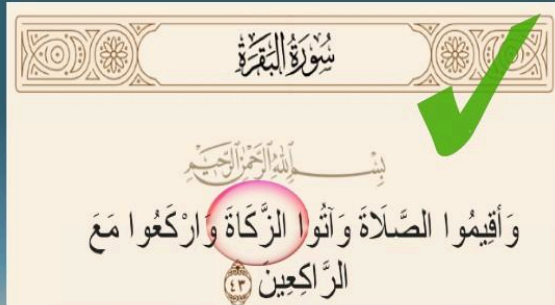 سُورَةُ البَقَرَةِ
بِسْمِ اللَّهِ الرَّحْمَنِ الرَّحِيمِ
وَأَقِيمُوا الصَّلَاةَ وَآتُوا الزَّكَاةَ وَارْكَعُوا مَعَ
الرَّاكِعِينَ ٤٣